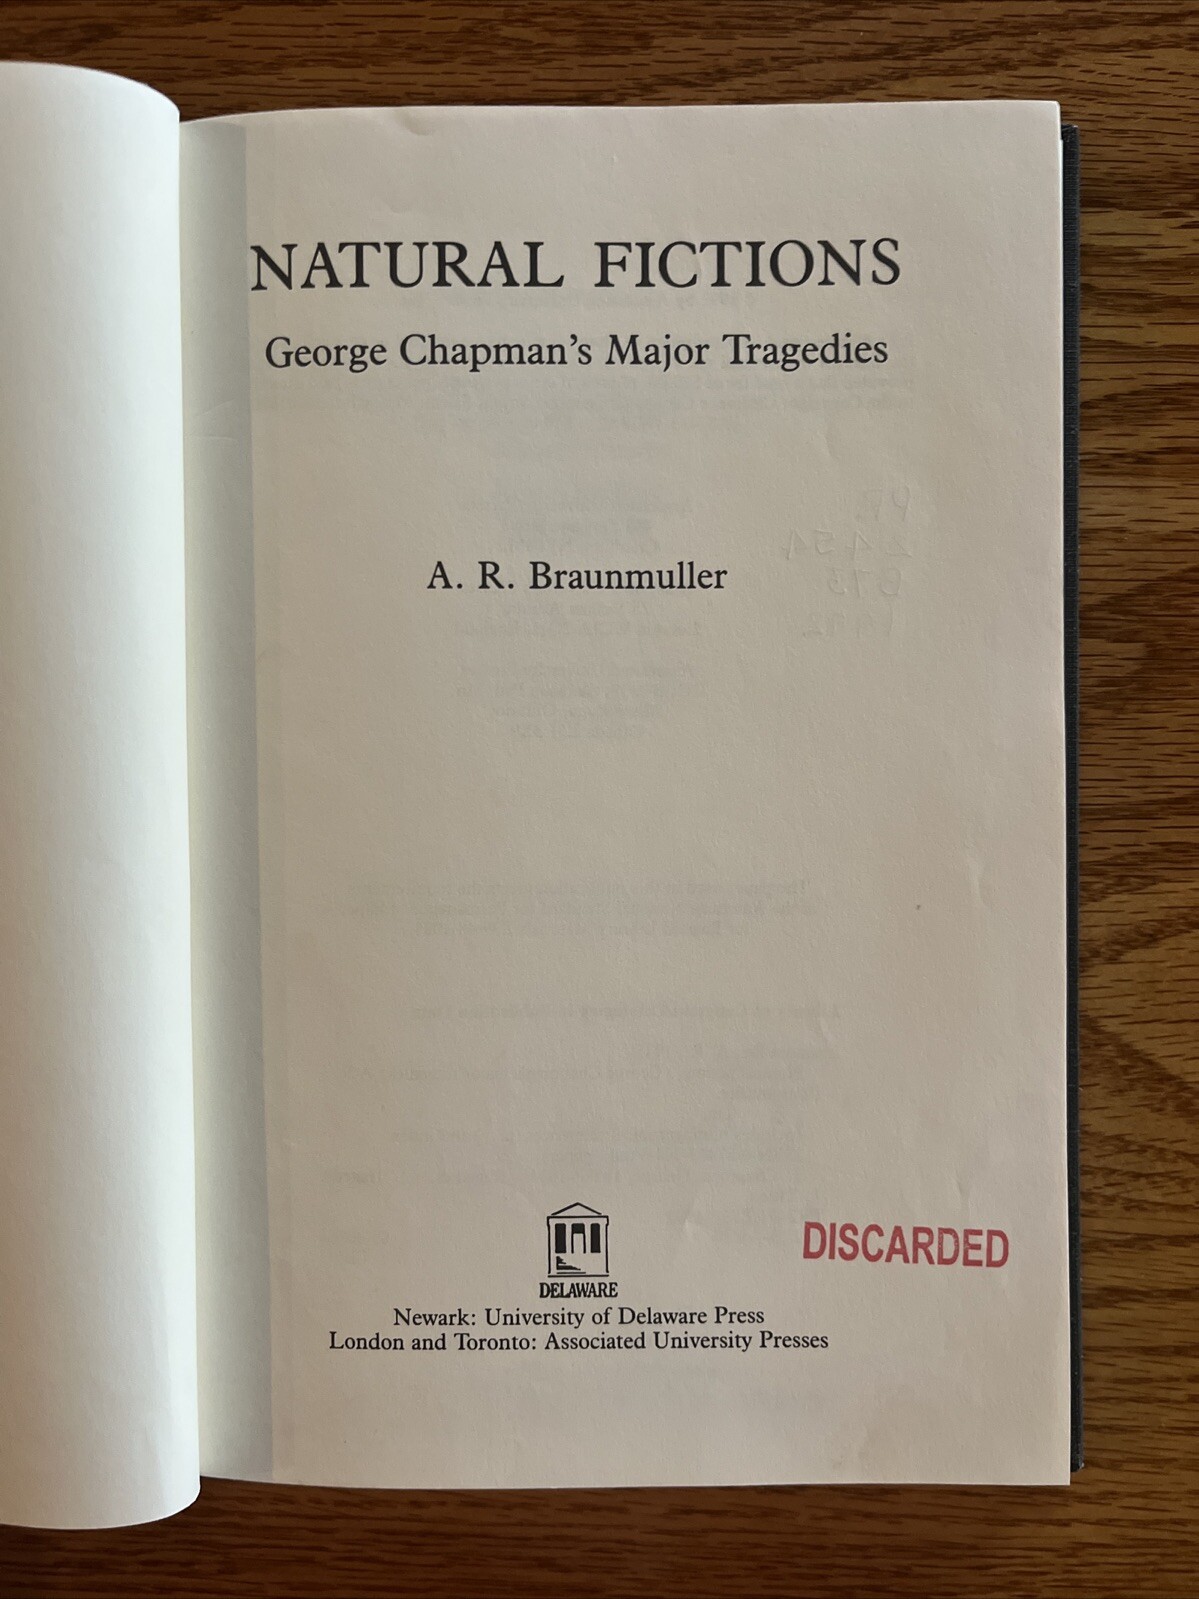 NATURAL FICTIONS
George Chapman's Major Tragedies
A. R. Braunmuller
DELAWARE
Newark: University of Delaware Press
London and Toronto: Associated University Presses
DISCARDED